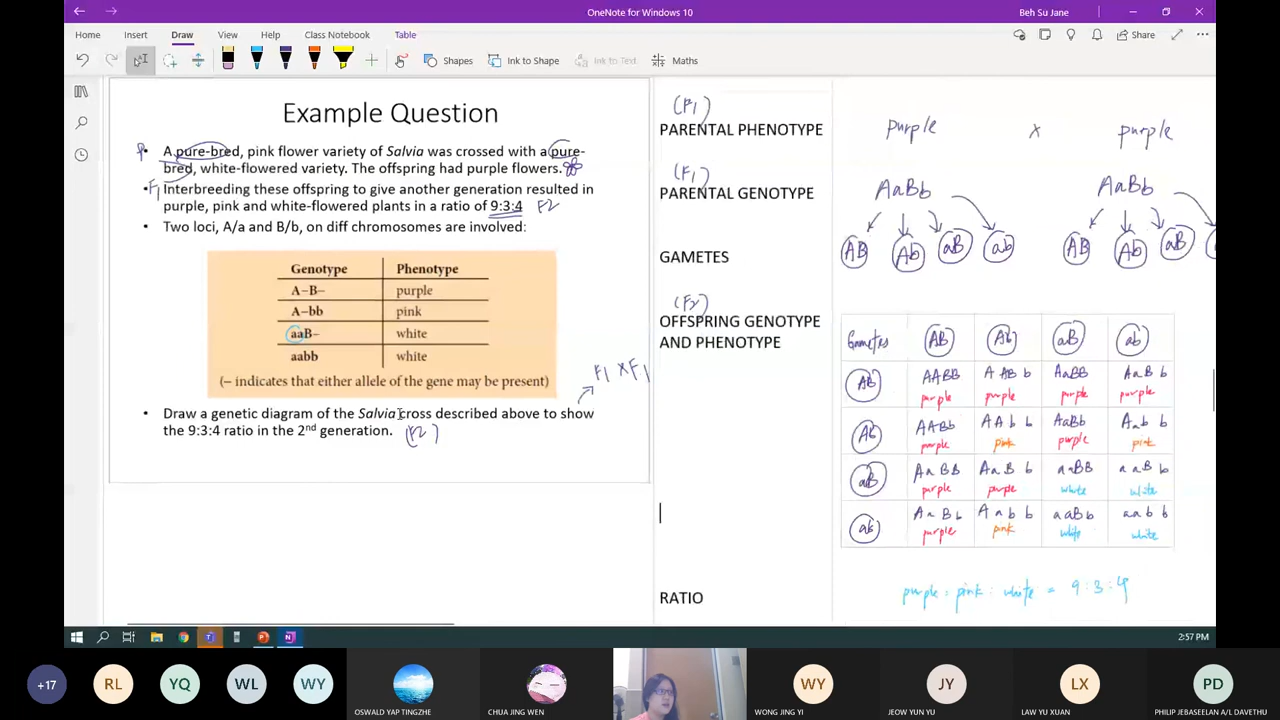 OneNote for Windows 10
Beh Su Jane
Home Insert Draw View Help Class Notebook Table
Share
Shapes Ink to Shape Ink to Text Maths
Example Question
P • A pure-bred, pink flower variety of Salvia was crossed with a pure-
bred, white-flowered variety. The offspring had purple flowers.
F1 • Interbreeding these offspring to give another generation resulted in
purple, pink and white-flowered plants in a ratio of 9:3:4 F2
• Two loci, A/a and B/b, on diff chromosomes are involved:
Genotype Phenotype
A–B– purple
A–bb pink
aaB– white
aabb white
(– indicates that either allele of the gene may be present)
F1 x F1
• Draw a genetic diagram of the Salvia cross described above to show
the 9:3:4 ratio in the 2nd generation. (F2)
(F1)
PARENTAL PHENOTYPE purple x purple
(F1)
PARENTAL GENOTYPE AaBb AaBb
GAMETES AB Ab aB ab AB Ab aB
(F2)
OFFSPRING GENOTYPE
AND PHENOTYPE
Gametes AB Ab aB ab
AB AABB AABb AaBB AaBb
purple purple purple purple
Ab AABb AAbb AaBb Aabb
purple pink purple pink
aB AaBB AaBb aaBB aaBb
purple purple white white
ab AaBb Aabb aaBb aabb
purple pink white white
RATIO purple : pink : white = 9:3:4
2:57 PM
+17 RL YQ WL WY WY JY LX PD
OSWALD YAP TINGZHE CHUA JING WEN WONG JING YI JEOW YUN YU LAW YU XUAN PHILIP JEBASEELAN A/L DAVETHU